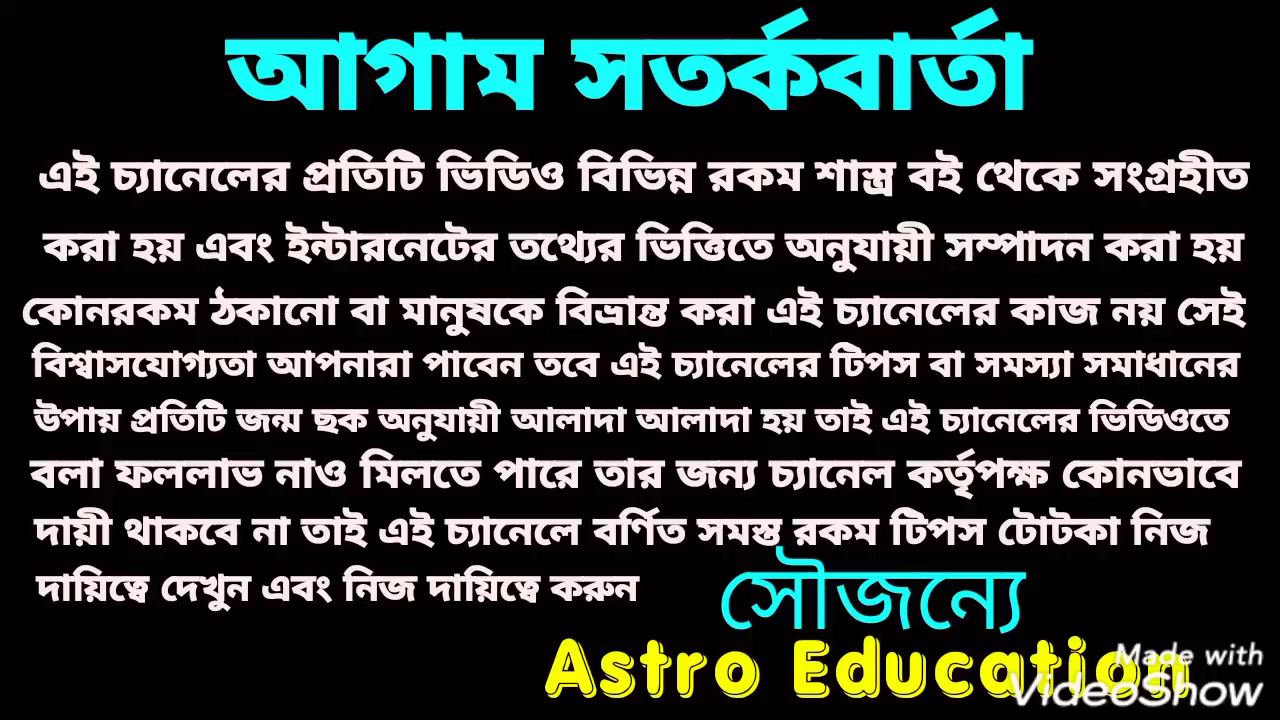 আগাম সতর্কবার্তা
এই চ্যানেলের প্রতিটি ভিডিও বিভিন্ন রকম শাস্ত্র বই থেকে সংগ্রহীত
করা হয় এবং ইন্টারনেটের তথ্যের ভিত্তিতে অনুযায়ী সম্পাদন করা হয়
কোনরকম ঠকানো বা মানুষকে বিভ্রান্ত করা এই চ্যানেলের কাজ নয় সেই
বিশ্বাসযোগ্যতা আপনারা পাবেন তবে এই চ্যানেলের টিপস বা সমস্যা সমাধানের
উপায় প্রতিটি জন্ম ছক অনুযায়ী আলাদা আলাদা হয় তাই এই চ্যানেলের ভিডিওতে
বলা ফললাভ নাও মিলতে পারে তার জন্য চ্যানেল কর্তৃপক্ষ কোনভাবে
দায়ী থাকবে না তাই এই চ্যানেলে বর্ণিত সমস্ত রকম টিপস টোটকা নিজ
দায়িত্বে দেখুন এবং নিজ দায়িত্বে করুন
সৌজন্যে
Astro Education
Made with
VideoShow